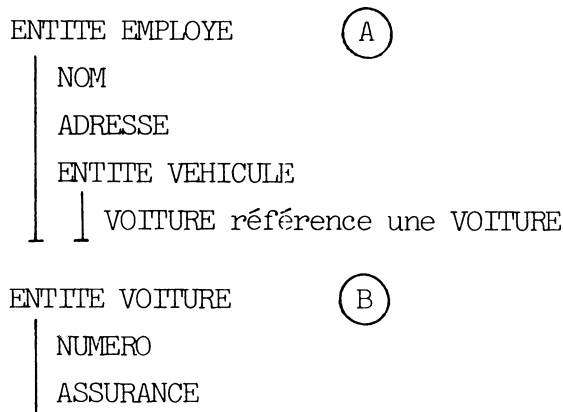 ENTITE EMPLOYE A
NOM
ADRESSE
ENTITE VEHICULE
VOITURE référence une VOITURE
ENTITE VOITURE B
NUMERO
ASSURANCE